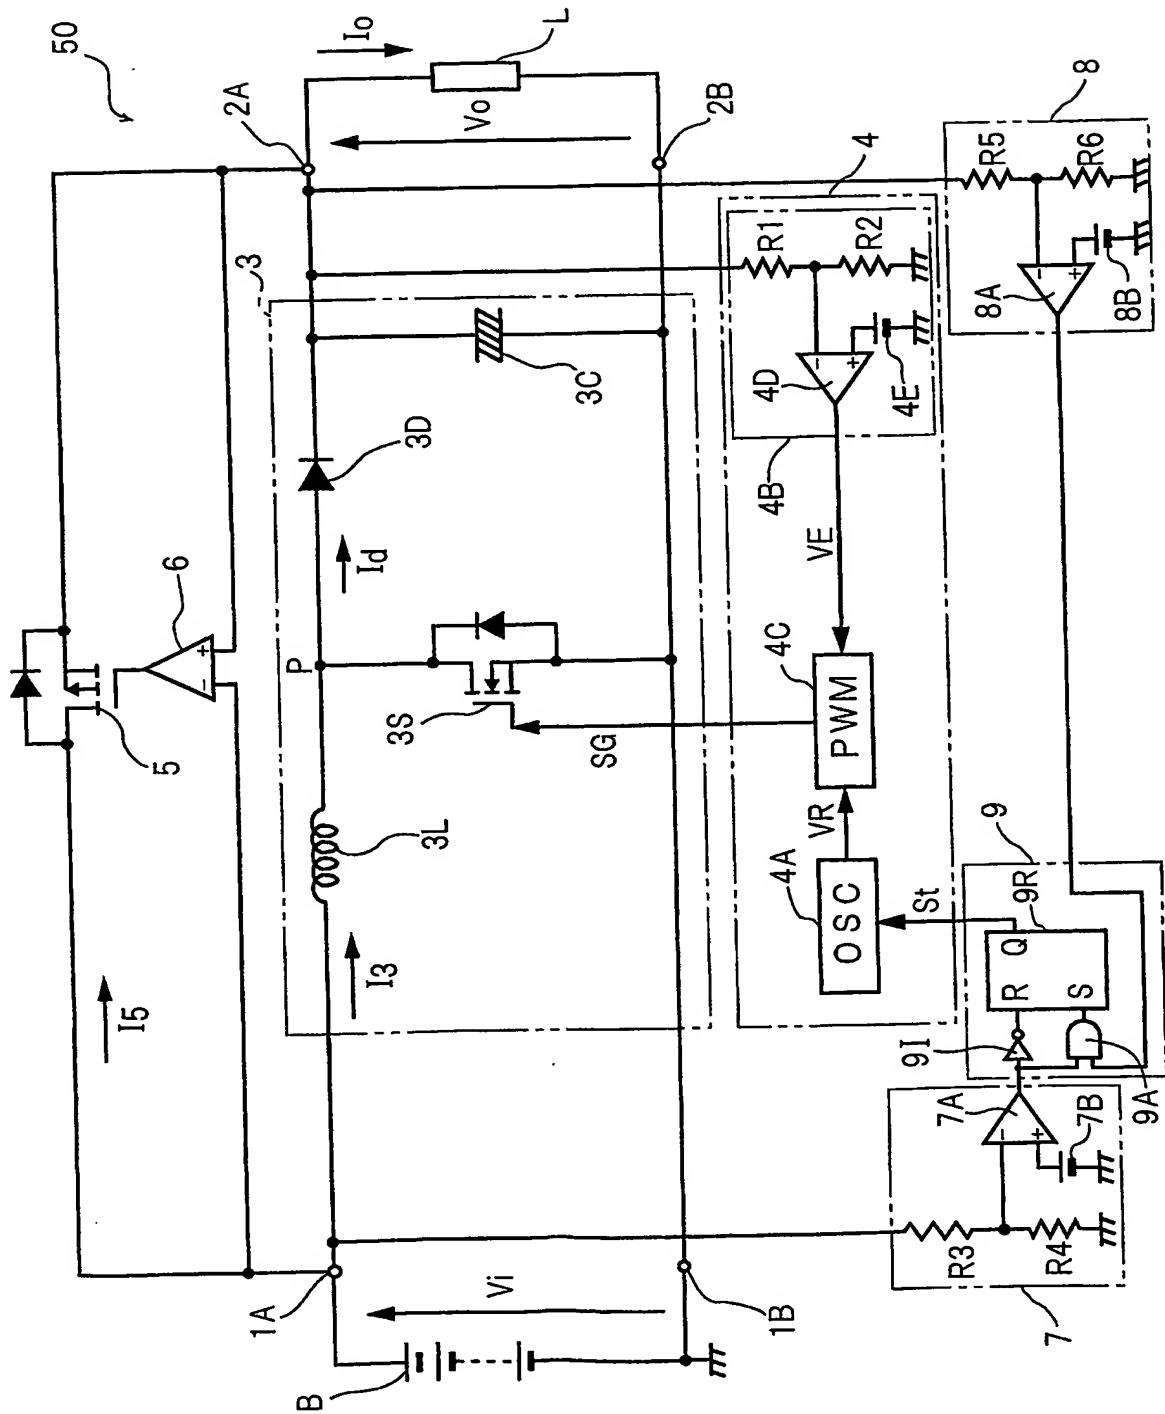 50
I5
5
6
3
2A
Io
L
Vo
2B
1A
Vi
B
1B
I3
3L
P
Id
3D
3S
SG
3C
4
R1
R2
4D
4E
4B
VE
4C
PWM
VR
4A
OSC
St
8
R5
R6
8A
8B
-
+
-
+
-
+
-
+
9
9R
Q
R
S
9I
9A
7A
7B
R3
R4
7